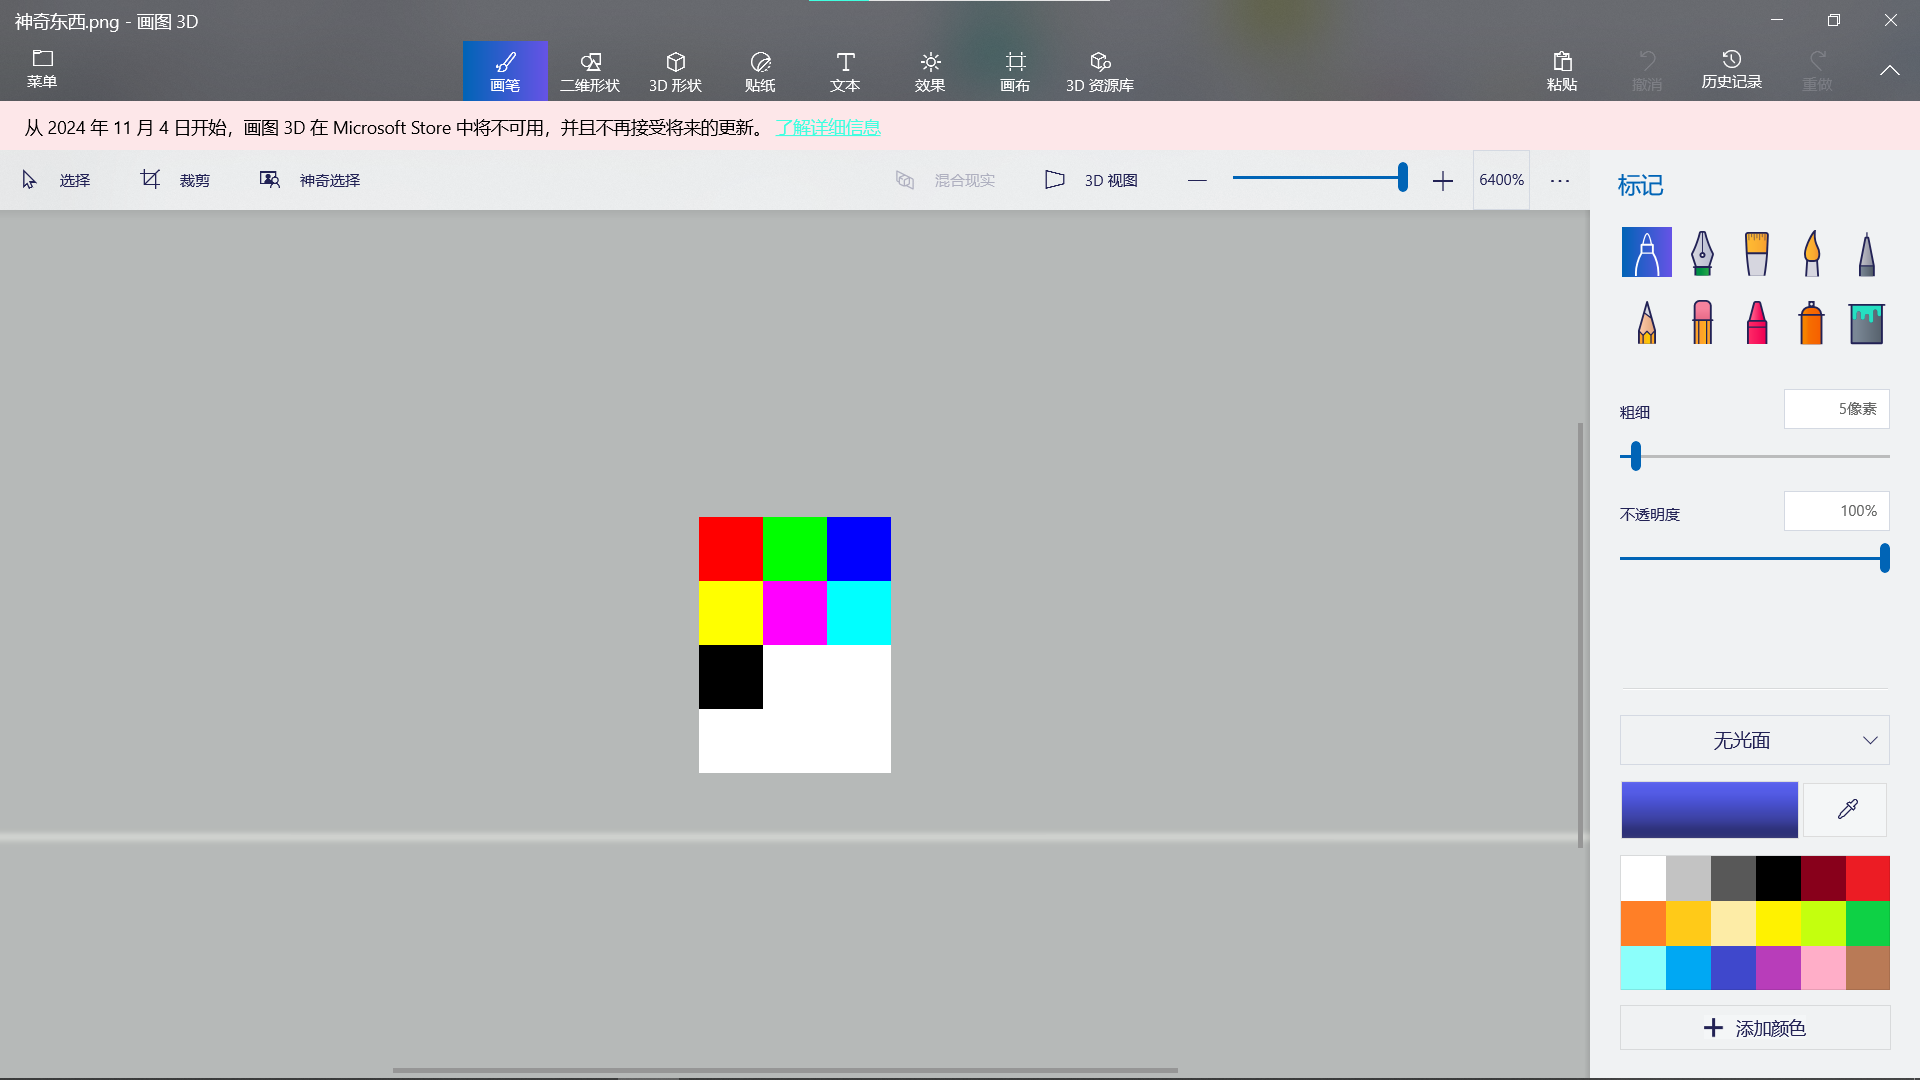 神奇东西.png - 画图 3D
菜单
画笔
二维形状
3D 形状
贴纸
文本
效果
画布
3D 资源库
粘贴
撤消
历史记录
重做
从 2024 年 11 月 4 日开始，画图 3D 在 Microsoft Store 中将不可用，并且不再接受将来的更新。 了解详细信息
选择
裁剪
神奇选择
混合现实
3D 视图
6400%
标记
粗细
5像素
不透明度
100%
无光面
添加颜色